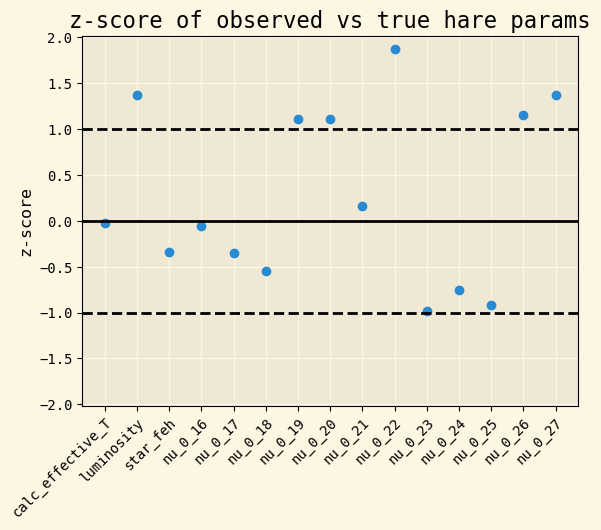 z-score of observed vs true hare params
z-score
2.0
1.5
1.0
0.5
0.0
−0.5
−1.0
−1.5
−2.0
calc_effective_T
luminosity
star_feh
nu_0_16
nu_0_17
nu_0_18
nu_0_19
nu_0_20
nu_0_21
nu_0_22
nu_0_23
nu_0_24
nu_0_25
nu_0_26
nu_0_27